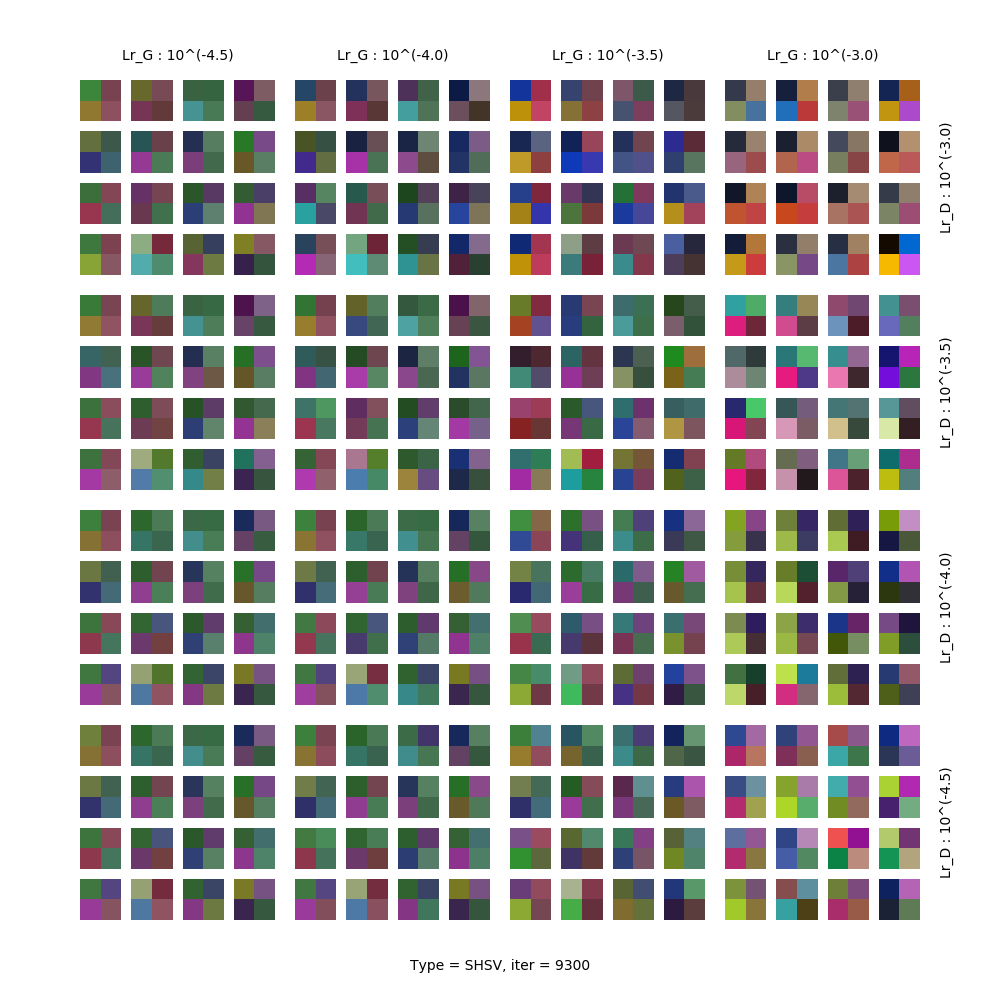 Lr_G : 10^(-4.5)
Lr_G : 10^(-4.0)
Lr_G : 10^(-3.5)
Lr_G : 10^(-3.0)
Lr_D : 10^(-3.0)
Lr_D : 10^(-3.5)
Lr_D : 10^(-4.0)
Lr_D : 10^(-4.5)
Type = SHSV, iter = 9300